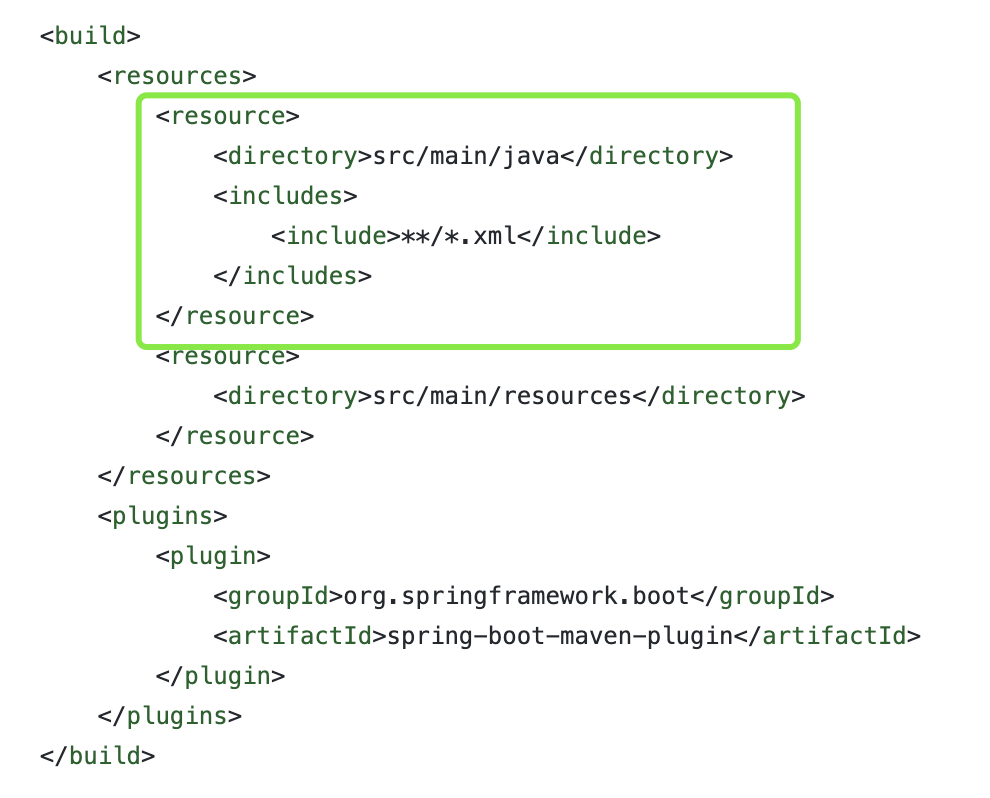 <build>
    <resources>
        <resource>
            <directory>src/main/java</directory>
            <includes>
                <include>**/*.xml</include>
            </includes>
        </resource>
        <resource>
            <directory>src/main/resources</directory>
        </resource>
    </resources>
    <plugins>
        <plugin>
            <groupId>org.springframework.boot</groupId>
            <artifactId>spring-boot-maven-plugin</artifactId>
        </plugin>
    </plugins>
</build>